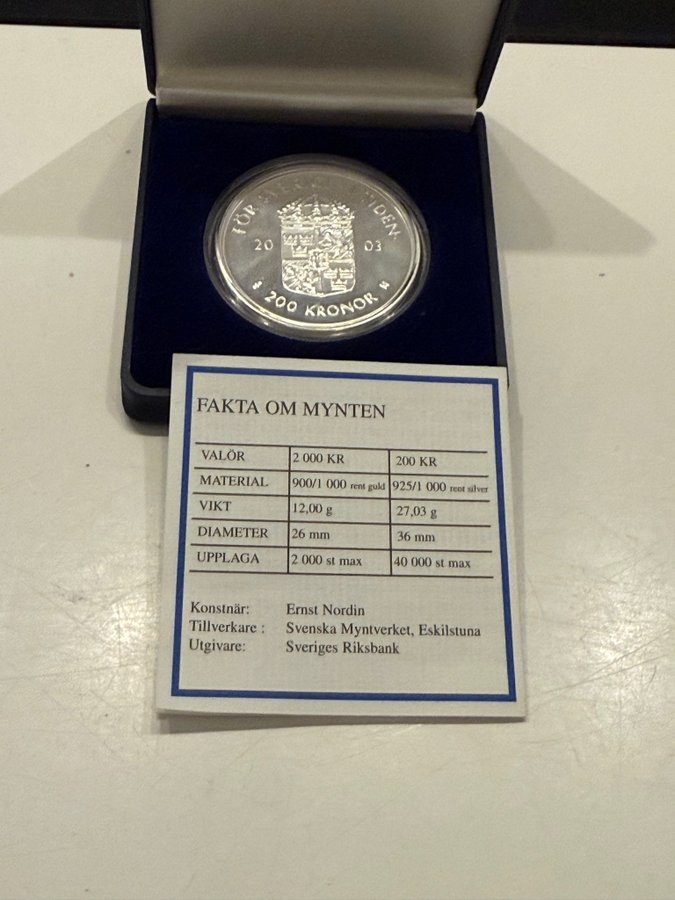 FÖR SVERIGE I TIDEN
20 03
200 KRONOR
FAKTA OM MYNTEN
VALÖR 2 000 KR 200 KR
MATERIAL 900/1 000 rent guld 925/1 000 rent silver
VIKT 12,00 g 27,03 g
DIAMETER 26 mm 36 mm
UPPLAGA 2 000 st max 40 000 st max
Konstnär: Ernst Nordin
Tillverkare : Svenska Myntverket, Eskilstuna
Utgivare: Sveriges Riksbank